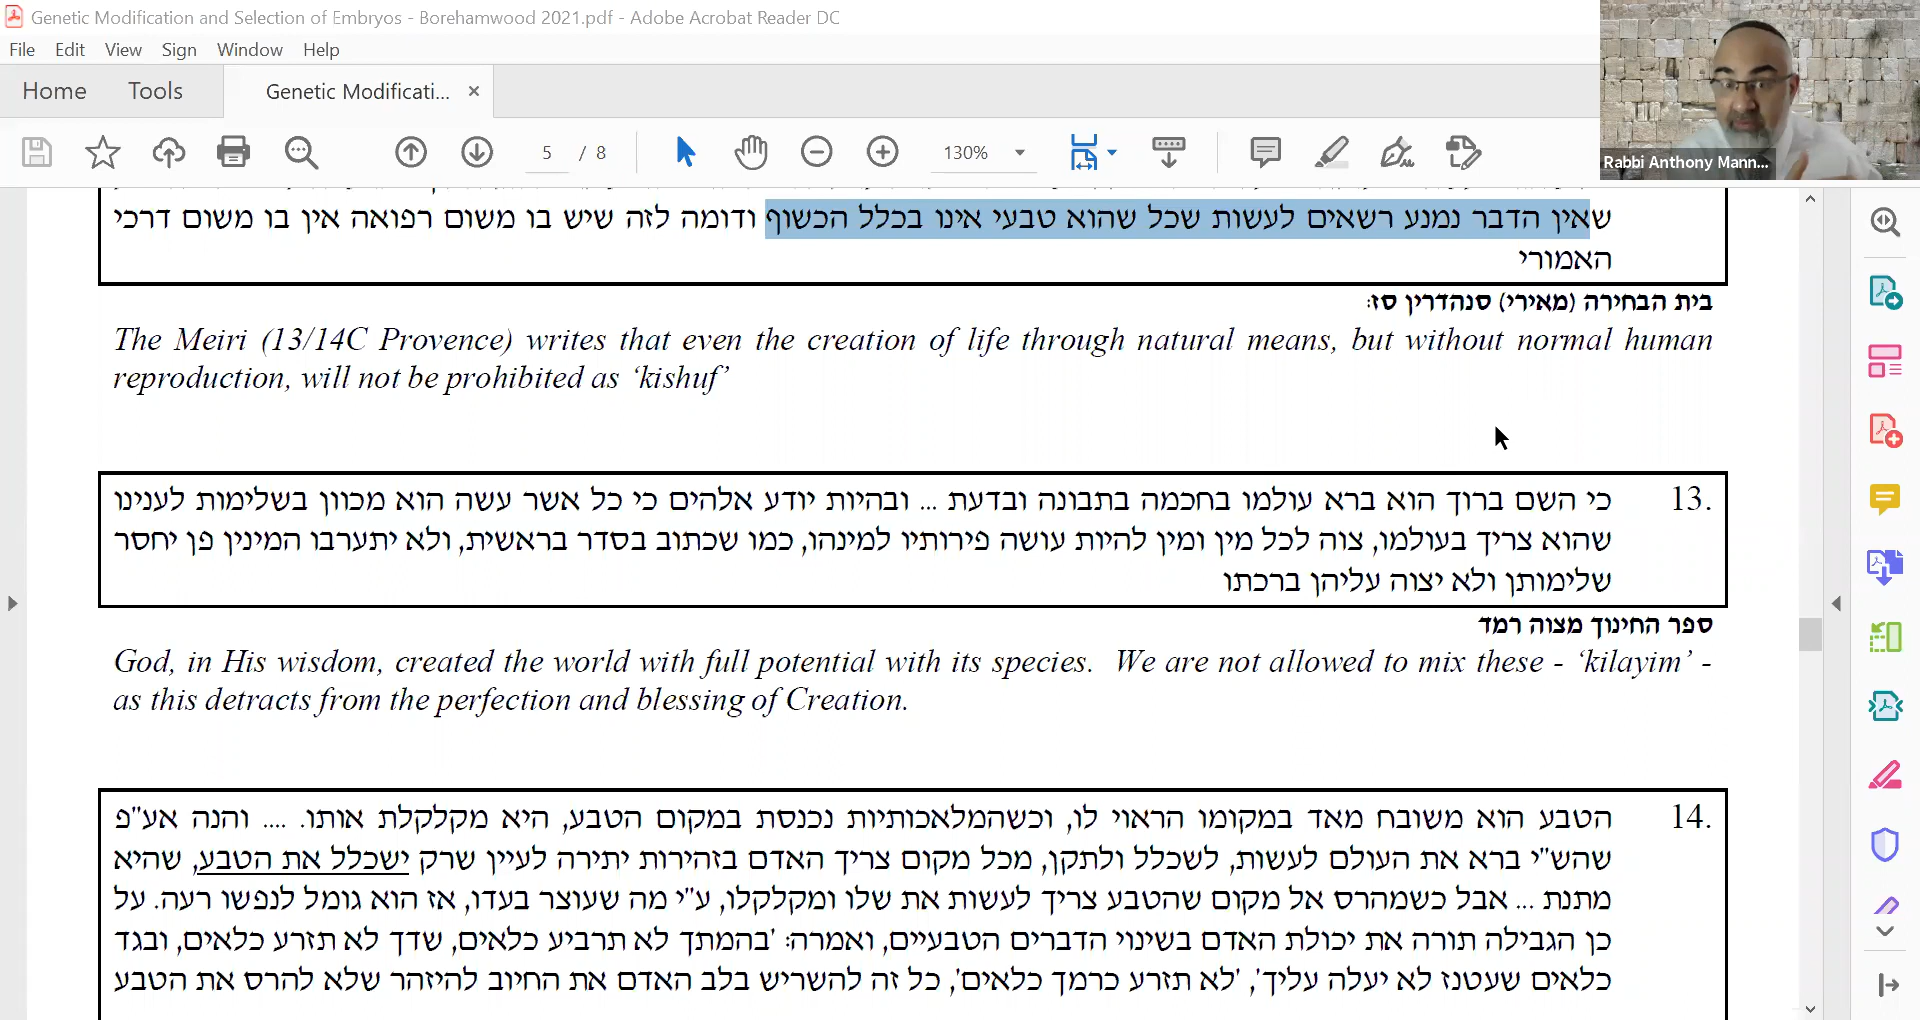 Genetic Modification and Selection of Embryos - Borehamwood 2021.pdf - Adobe Acrobat Reader DC
File Edit View Sign Window Help
Home Tools Genetic Modificati... ×
5 / 8 130%
Rabbi Anthony Mann...
שאין הדבר נמנע רשאים לעשות שכל שהוא טבעי אינו בכלל הכשוף ודומה לזה שיש בו משום רפואה אין בו משום דרכי
האמורי
בית הבחירה (מאירי) סנהדרין סז:
The Meiri (13/14C Provence) writes that even the creation of life through natural means, but without normal human
reproduction, will not be prohibited as ‘kishuf’
13. כי השם ברוך הוא ברא עולמו בחכמה בתבונה ובדעת ... ובהיות יודע אלהים כי כל אשר עשה הוא מכוון בשלימות לענינו
שהוא צריך בעולמו, צוה לכל מין ומין להיות עושה פירותיו למינהו, כמו שכתוב בסדר בראשית, ולא יתערבו המינין פן יחסר
שלימותן ולא יצוה עליהן ברכתו
ספר החינוך מצוה רמד
God, in His wisdom, created the world with full potential with its species. We are not allowed to mix these - ‘kilayim’ -
as this detracts from the perfection and blessing of Creation.
14. הטבע הוא משובח מאד במקומו הראוי לו, וכשהמלאכותיות נכנסת במקום הטבע, היא מקלקלת אותו. .... והנה אע"פ
שהש"י ברא את העולם לעשות, לשכלל ולתקן, מכל מקום צריך האדם בזהירות יתירה לעיין שרק ישכלל את הטבע, שהיא
מתנת ... אבל כשמהרס אל מקום שהטבע צריך לעשות את שלו ומקלקלו, ע"י מה שעוצר בעדו, אז הוא גומל לנפשו רעה. על
כן הגבילה תורה את יכולת האדם בשינוי הדברים הטבעיים, ואמרה: 'בהמתך לא תרביע כלאים, שדך לא תזרע כלאים, ובגד
כלאים שעטנז לא יעלה עליך', 'לא תזרע כרמך כלאים', כל זה להשריש בלב האדם את החיוב להיזהר שלא להרס את הטבע